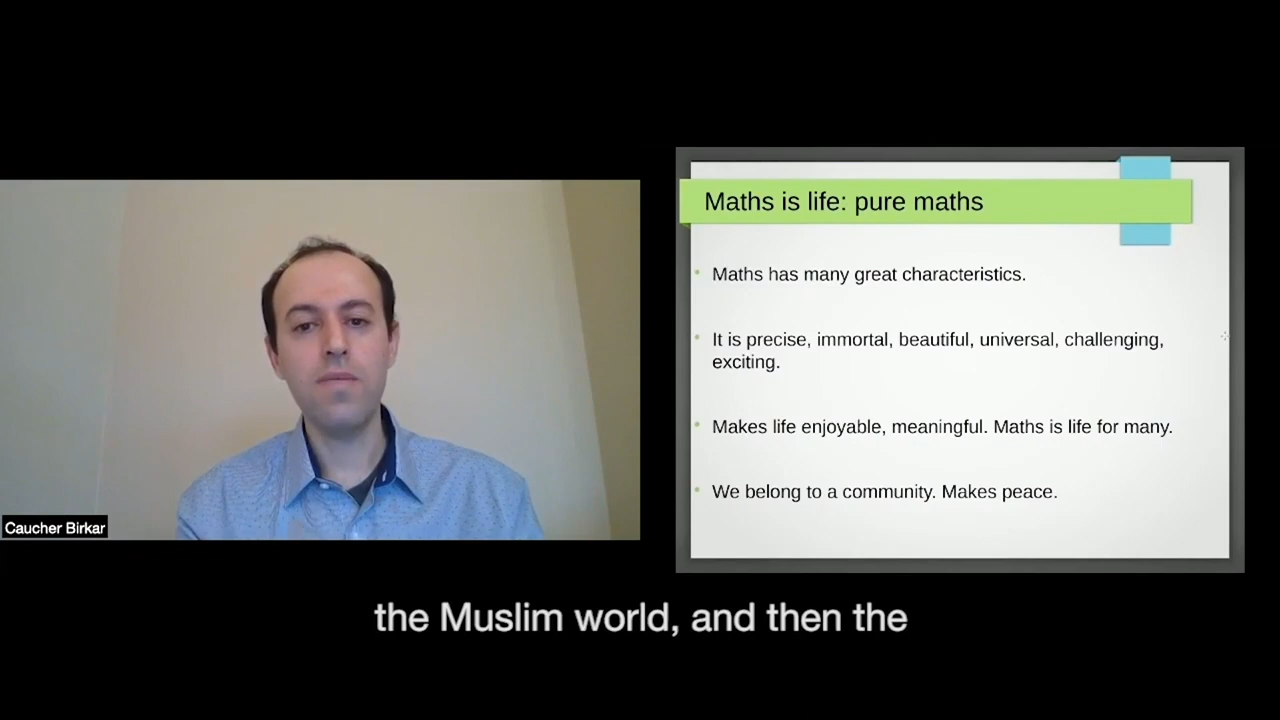 Maths is life: pure maths
Maths has many great characteristics.
It is precise, immortal, beautiful, universal, challenging,
exciting.
Makes life enjoyable, meaningful. Maths is life for many.
We belong to a community. Makes peace.
Caucher Birkar
the Muslim world, and then the